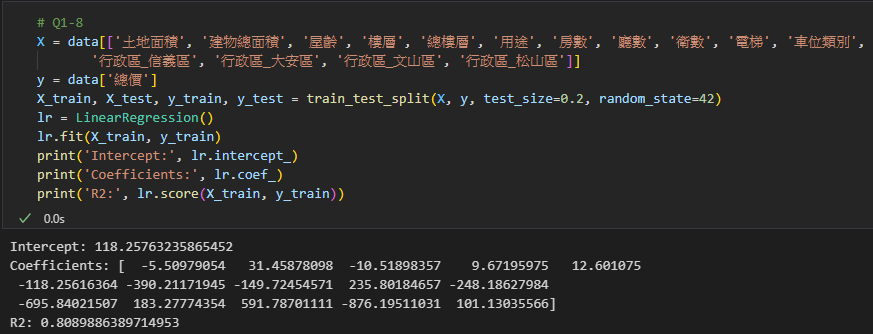 # Q1-8
X = data[['土地面積', '建物總面積', '屋齡', '樓層', '總樓層', '用途', '房數', '廳數', '衛數', '電梯', '車位類別',
'行政區_信義區', '行政區_大安區', '行政區_文山區', '行政區_松山區']]
y = data['總價']
X_train, X_test, y_train, y_test = train_test_split(X, y, test_size=0.2, random_state=42)
lr = LinearRegression()
lr.fit(X_train, y_train)
print('Intercept:', lr.intercept_)
print('Coefficients:', lr.coef_)
print('R2:', lr.score(X_train, y_train))
✓ 0.0s
Intercept: 118.25763235865452
Coefficients: [ -5.50979054 31.45878098 -10.51898357 9.67195975 12.601075
-118.25616364 -390.21171945 -149.72454571 235.80184657 -248.18627984
-695.84021507 183.27774354 591.78701111 -876.19511031 101.13035566]
R2: 0.8089886389714953